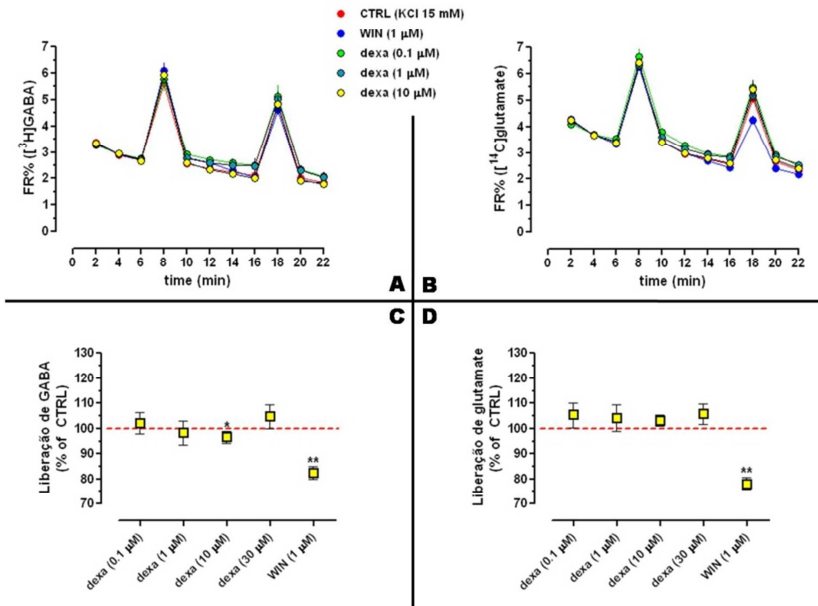 CTRL (KCl 15 mM)
WIN (1 µM)
dexa (0.1 µM)
dexa (1 µM)
dexa (10 µM)
FR% ([³H]GABA)
7
6
5
4
3
2
1
0
0 2 4 6 8 10 12 14 16 18 20 22
time (min)
A
FR% ([¹⁴C]glutamate)
7
6
5
4
3
2
1
0
0 2 4 6 8 10 12 14 16 18 20 22
time (min)
B
C
Liberação de GABA
(% of CTRL)
130
120
110
100
90
80
70
*
**
dexa (0.1 µM)
dexa (1 µM)
dexa (10 µM)
dexa (30 µM)
WIN (1 µM)
D
Liberação de glutamate
(% of CTRL)
130
120
110
100
90
80
70
**
dexa (0.1 µM)
dexa (1 µM)
dexa (10 µM)
dexa (30 µM)
WIN (1 µM)